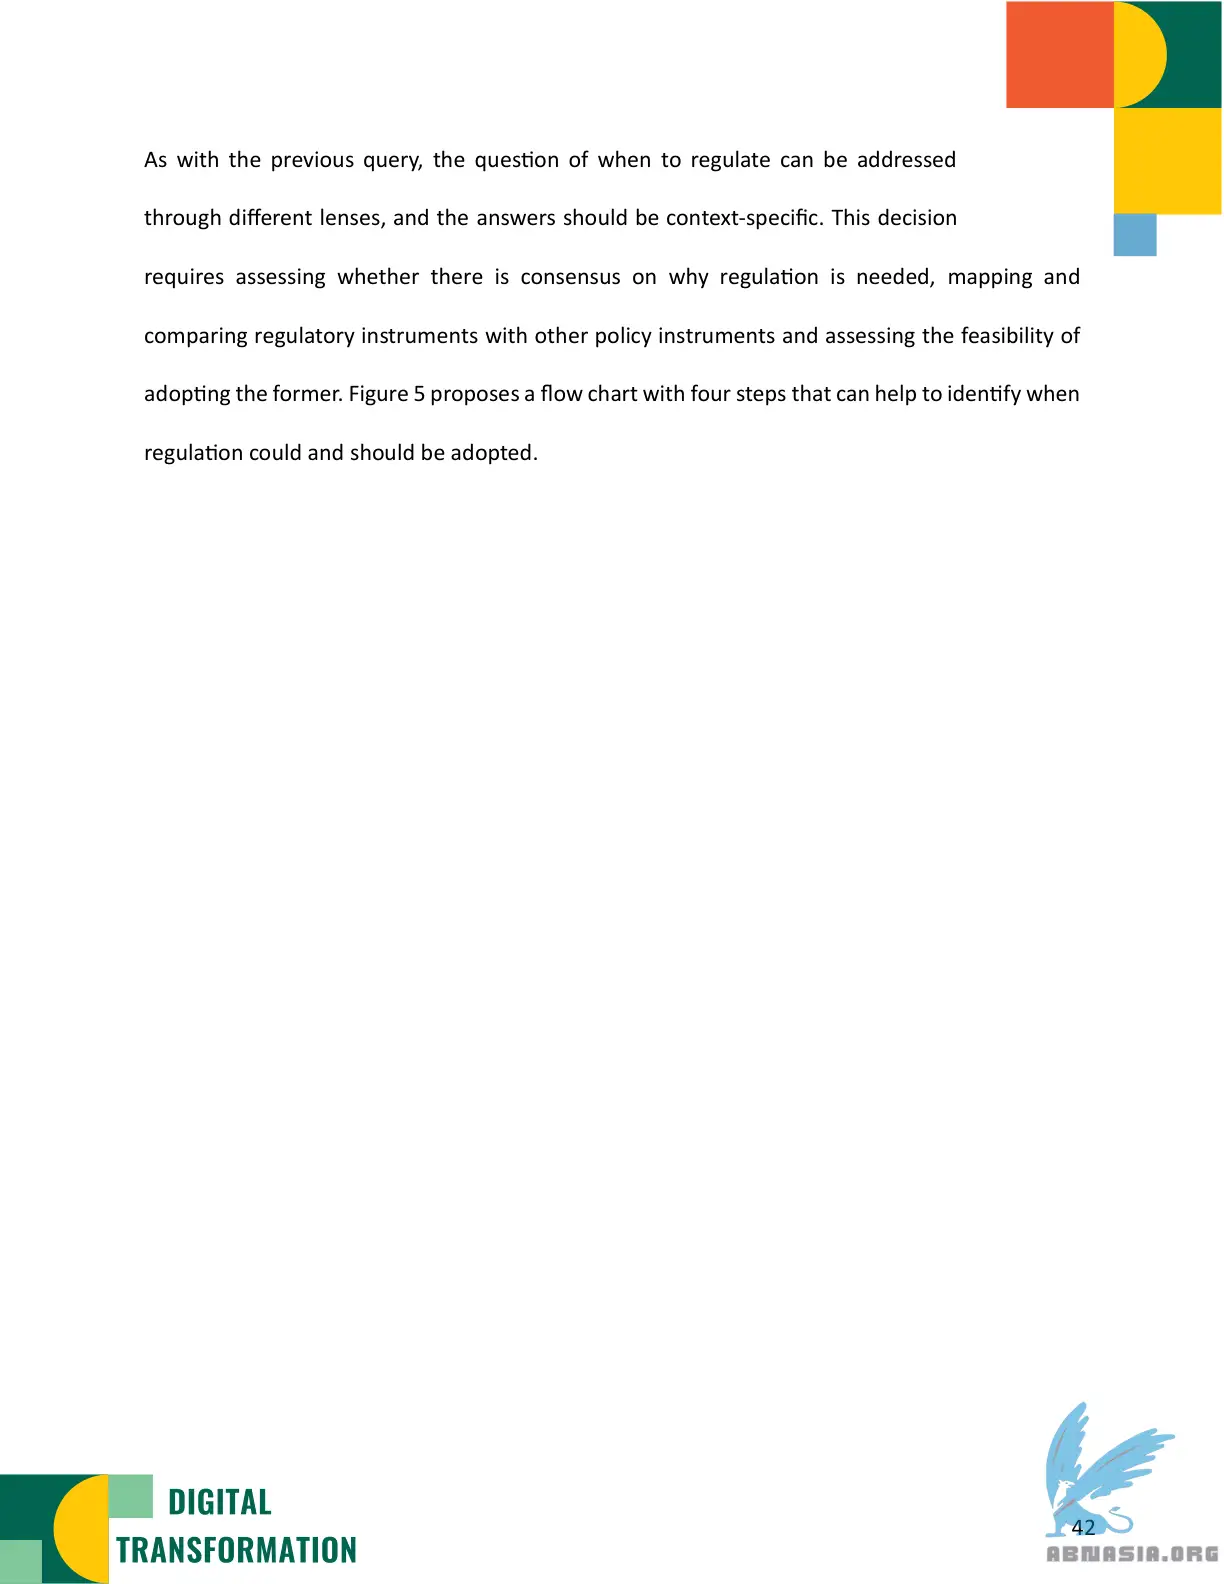 As with the previous query, the question of when to regulate can be addressed
through different lenses, and the answers should be context-specific. This decision
requires assessing whether there is consensus on why regulation is needed, mapping and
comparing regulatory instruments with other policy instruments and assessing the feasibility of
adopting the former. Figure 5 proposes a flow chart with four steps that can help to identify when
regulation could and should be adopted.
DIGITAL
TRANSFORMATION
42
ABNASIA.ORG